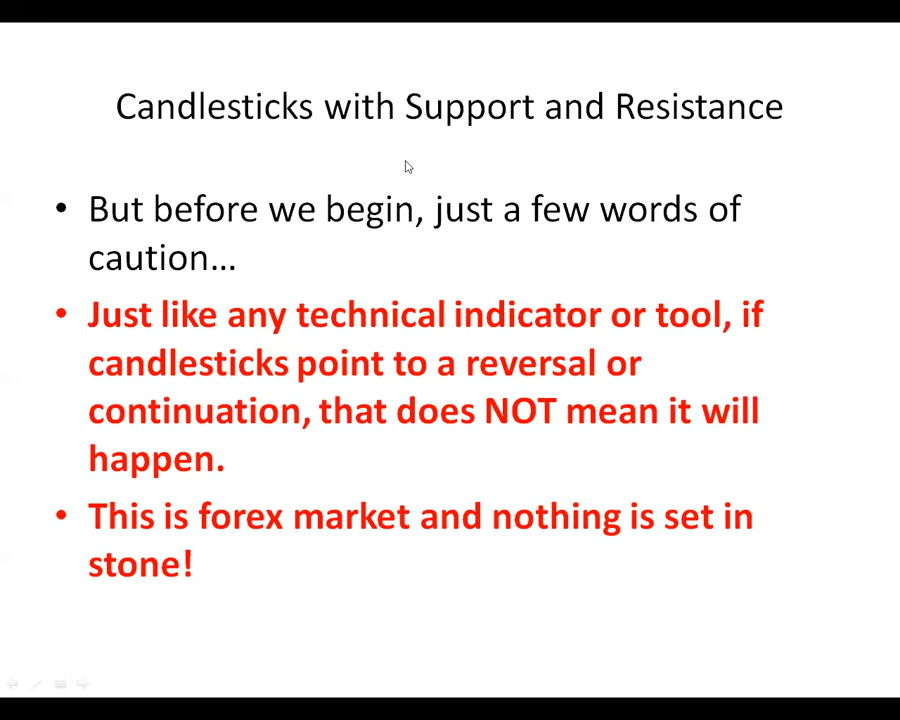 Candlesticks with Support and Resistance
• But before we begin, just a few words of
caution...
• Just like any technical indicator or tool, if
candlesticks point to a reversal or
continuation, that does NOT mean it will
happen.
• This is forex market and nothing is set in
stone!